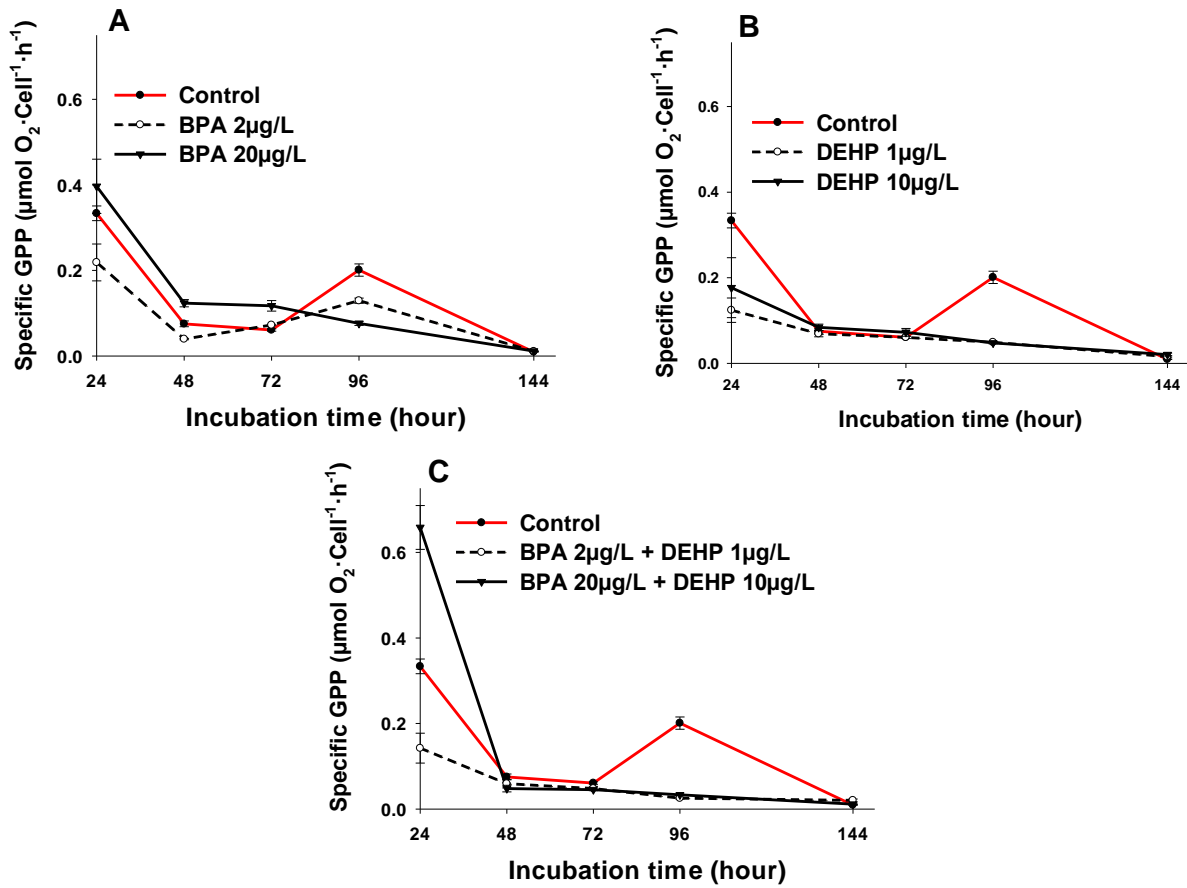 A
Specific GPP (µmol O₂·Cell⁻¹·h⁻¹)
Control
BPA 2µg/L
BPA 20µg/L
0.6
0.4
0.2
0.0
24 48 72 96 144
Incubation time (hour)
B
Specific GPP (µmol O₂·Cell⁻¹·h⁻¹)
Control
DEHP 1µg/L
DEHP 10µg/L
0.6
0.4
0.2
0.0
24 48 72 96 144
Incubation time (hour)
C
Specific GPP (µmol O₂·Cell⁻¹·h⁻¹)
Control
BPA 2µg/L + DEHP 1µg/L
BPA 20µg/L + DEHP 10µg/L
0.6
0.4
0.2
0.0
24 48 72 96 144
Incubation time (hour)